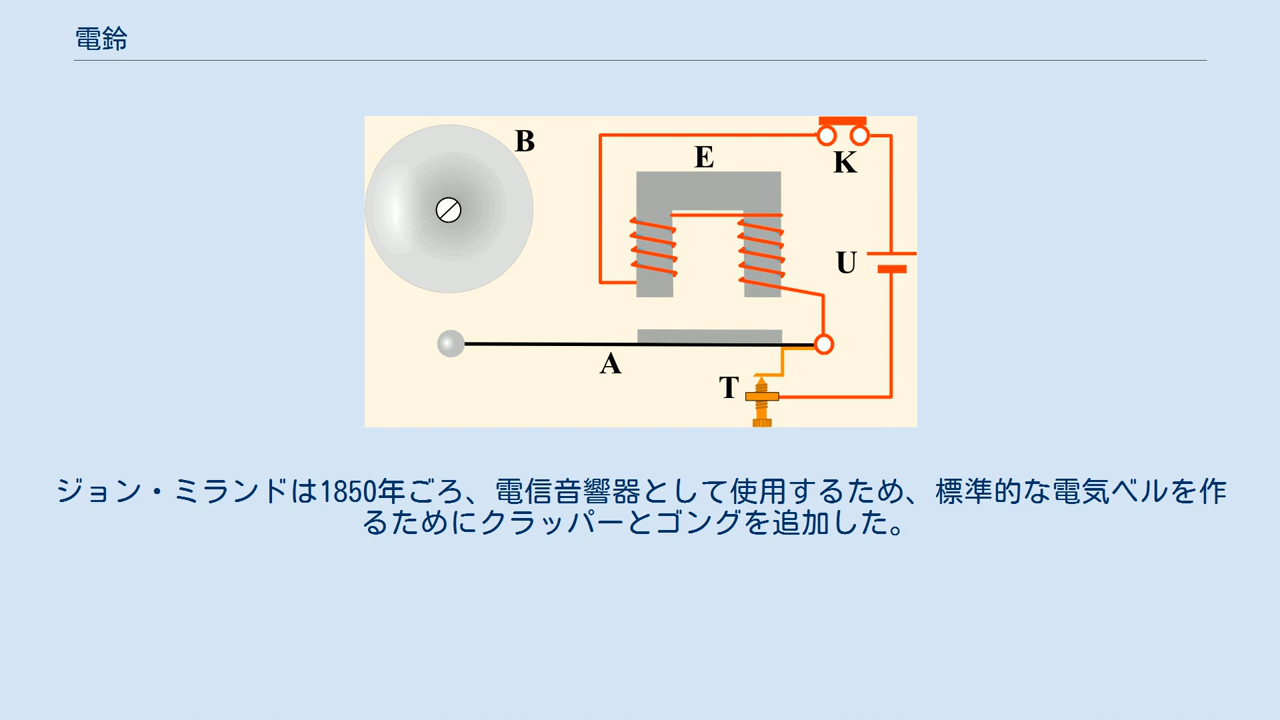 電鈴
B
E
K
U
A
T
ジョン・ミランドは1850年ごろ、電信音響器として使用するため、標準的な電気ベルを作
るためにクラッパーとゴングを追加した。